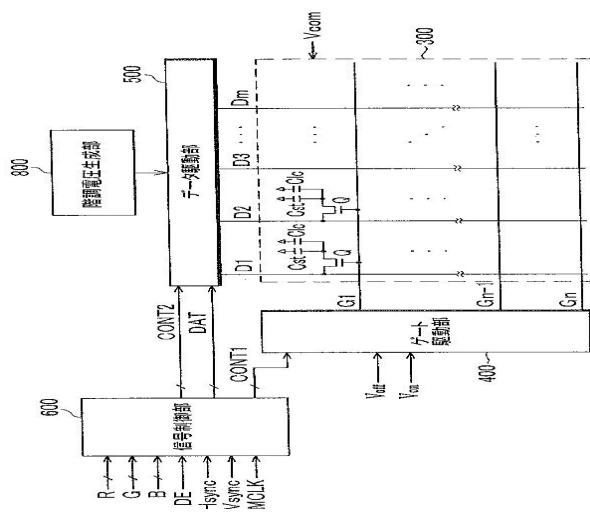 800
階調電圧生成部
500
データ駆動部
CONT2
DAT
CONT1
600
信号制御部
R
G
B
DE
Hsync
Vsync
MCLK
D1
D2
D3
Dm
Vcom
300
Cst
Clc
Q
Cst
Clc
Q
G1
Gn-1
Gn
ゲート
駆動部
400
Voff
Von